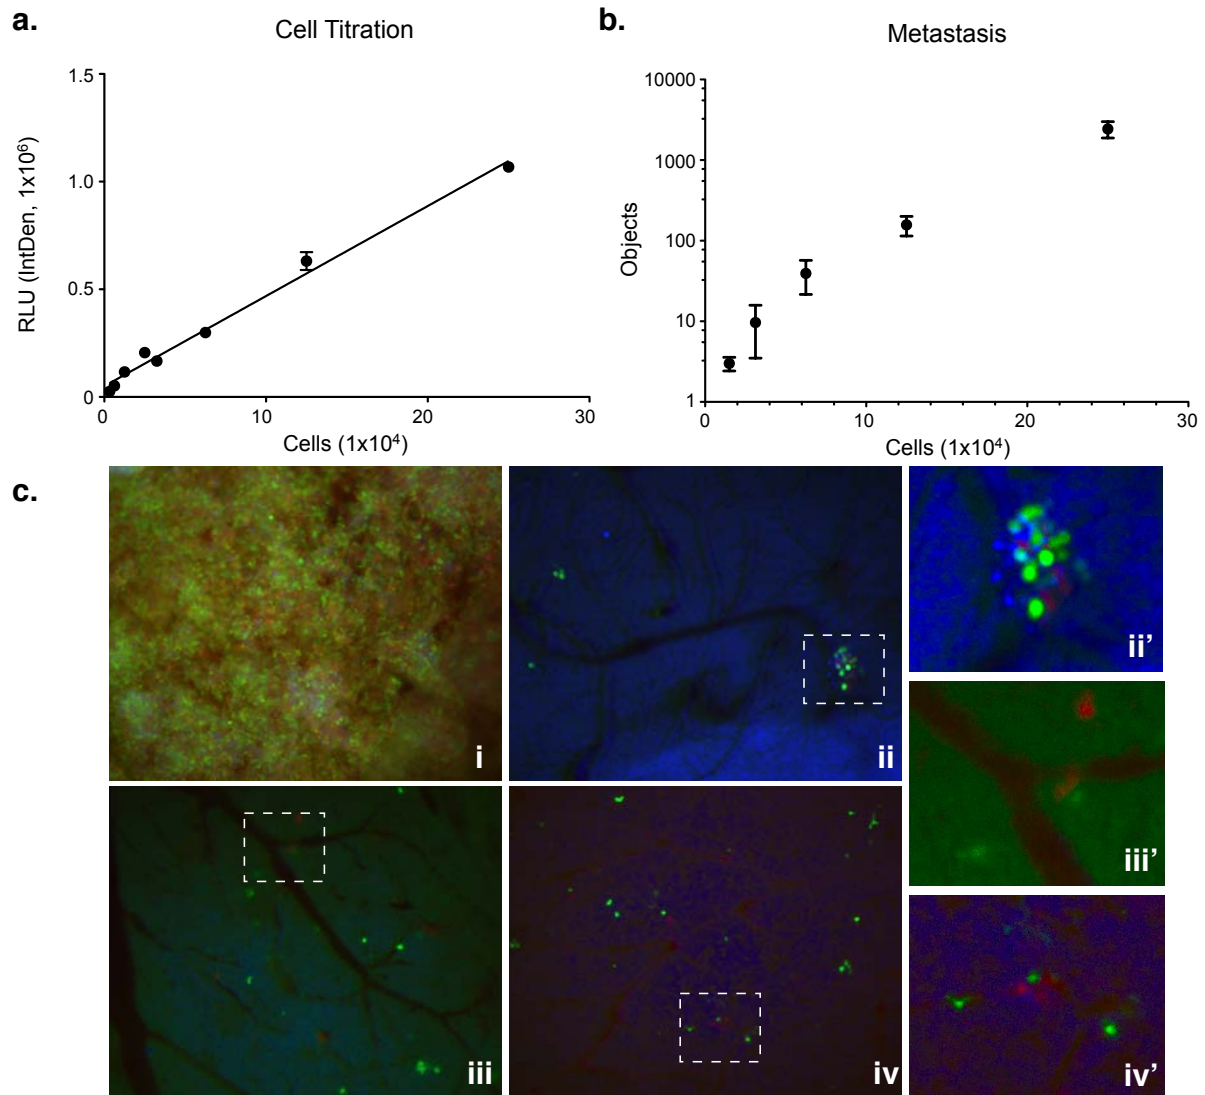 a.
Cell Titration
RLU (IntDen, 1x10⁶)
1.5
1.0
0.5
0
0
10
20
30
Cells (1x10⁴)
b.
Metastasis
Objects
10000
1000
100
10
1
0
10
20
30
Cells (1x10⁴)
c.
i
ii
ii’
iii
iii’
iv
iv’